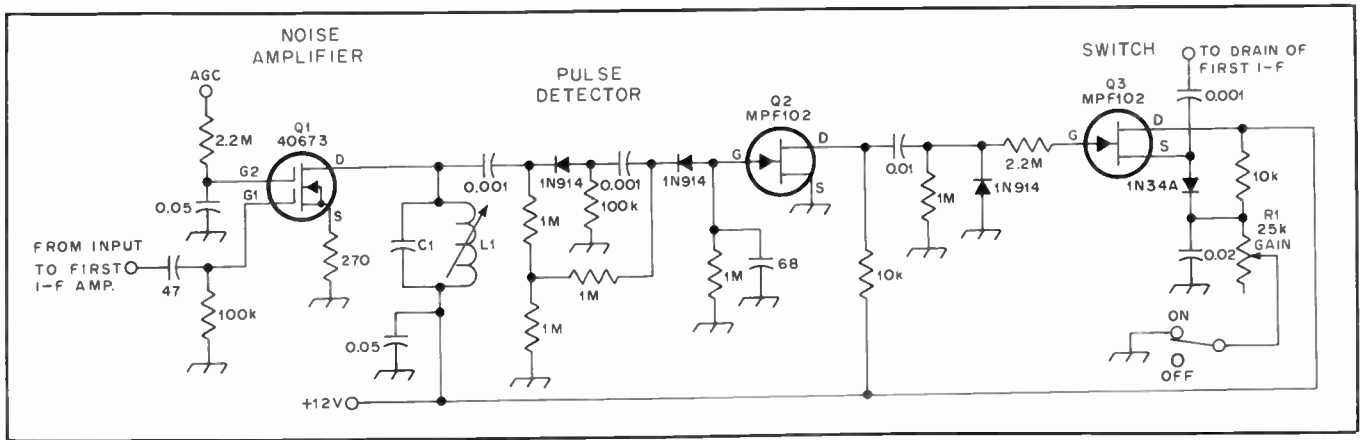 NOISE
AMPLIFIER
AGC
2.2M
Q1
40673
G2
G1
D
S
0.05
FROM INPUT
TO FIRST
I-F AMP.
47
100k
270
C1
L1
0.05
+12V
PULSE
DETECTOR
0.001
1N914
0.001
1N914
1M
100k
1M
1M
1M
68
Q2
MPF102
G
D
S
10k
0.01
1M
1N914
2.2M
SWITCH
Q3
MPF102
G
D
S
TO DRAIN OF
FIRST I-F
0.001
1N34A
10k
0.02
R1
25k
GAIN
ON
OFF